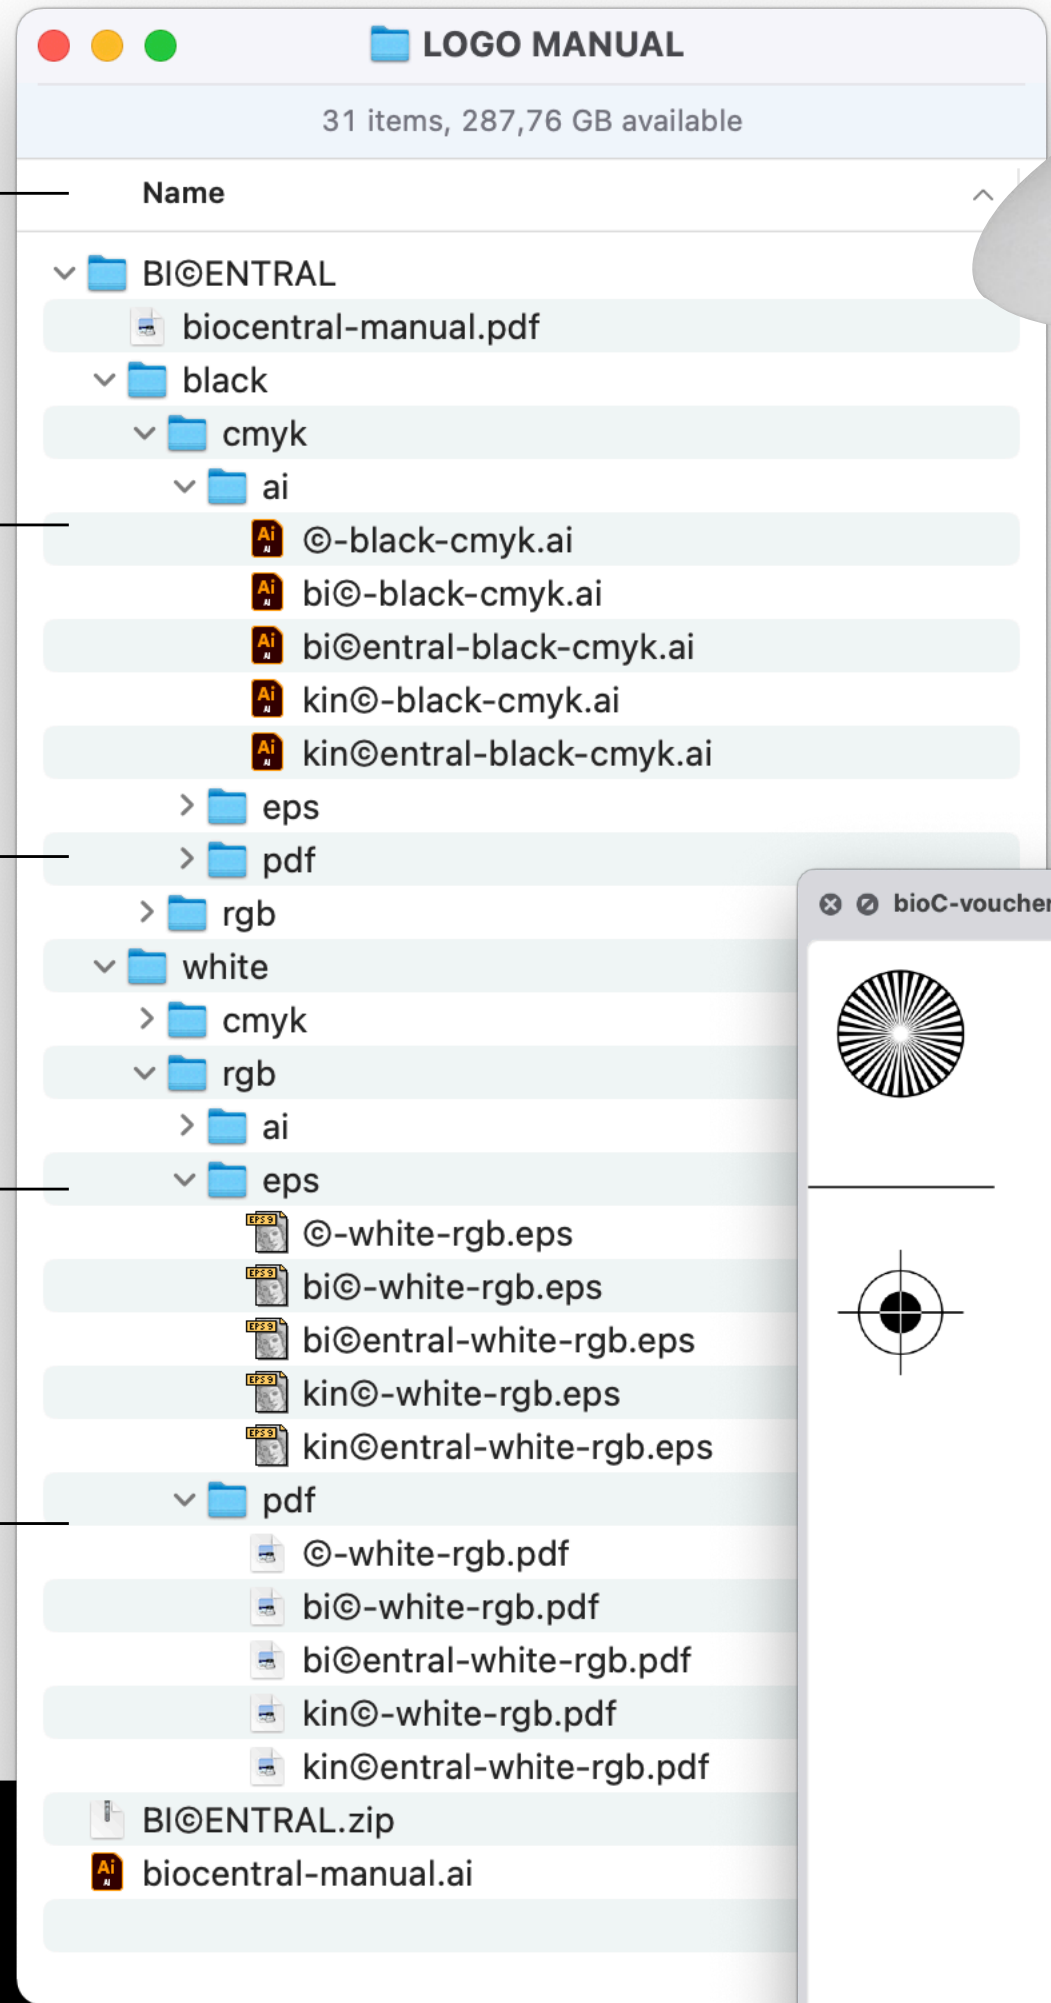 LOGO MANUAL
31 items, 287,76 GB available
Name
BI©ENTRAL
biocentral-manual.pdf
black
cmyk
ai
©-black-cmyk.ai
bi©-black-cmyk.ai
bi©entral-black-cmyk.ai
kin©-black-cmyk.ai
kin©entral-black-cmyk.ai
eps
pdf
rgb
white
cmyk
rgb
ai
eps
©-white-rgb.eps
bi©-white-rgb.eps
bi©entral-white-rgb.eps
kin©-white-rgb.eps
kin©entral-white-rgb.eps
pdf
©-white-rgb.pdf
bi©-white-rgb.pdf
bi©entral-white-rgb.pdf
kin©-white-rgb.pdf
kin©entral-white-rgb.pdf
BI©ENTRAL.zip
biocentral-manual.ai
bioC-voucher